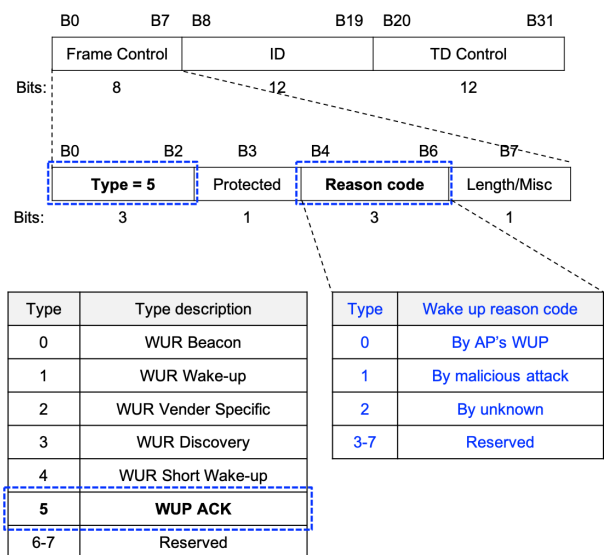 B0 B7 B8 B19 B20 B31
Frame Control ID TD Control
Bits: 8 12 12
B0 B2 B3 B4 B6 B7
Type = 5 Protected Reason code Length/Misc
Bits: 3 1 3 1
Type Type description
0 WUR Beacon
1 WUR Wake-up
2 WUR Vender Specific
3 WUR Discovery
4 WUR Short Wake-up
5 WUP ACK
6-7 Reserved
Type Wake up reason code
0 By AP's WUP
1 By malicious attack
2 By unknown
3-7 Reserved